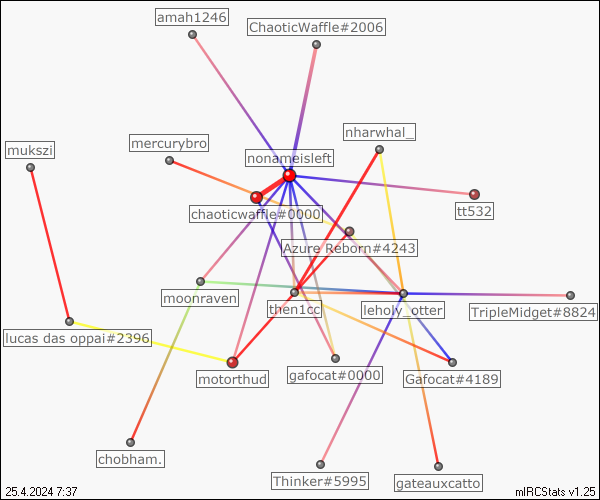 amah1246
ChaoticWaffle#2006
nharwhal_
mercurybro
mukszi
nonameisleft
chaoticwaffle#0000
tt532
Azure Reborn#4243
moonraven
then1cc
leholy_otter
TripleMidget#8824
lucas das oppai#2396
motorthud
gafocat#0000
Gafocat#4189
chobham.
Thinker#5995
gateauxcatto
25.4.2024 7:37
mIRCStats v1.25